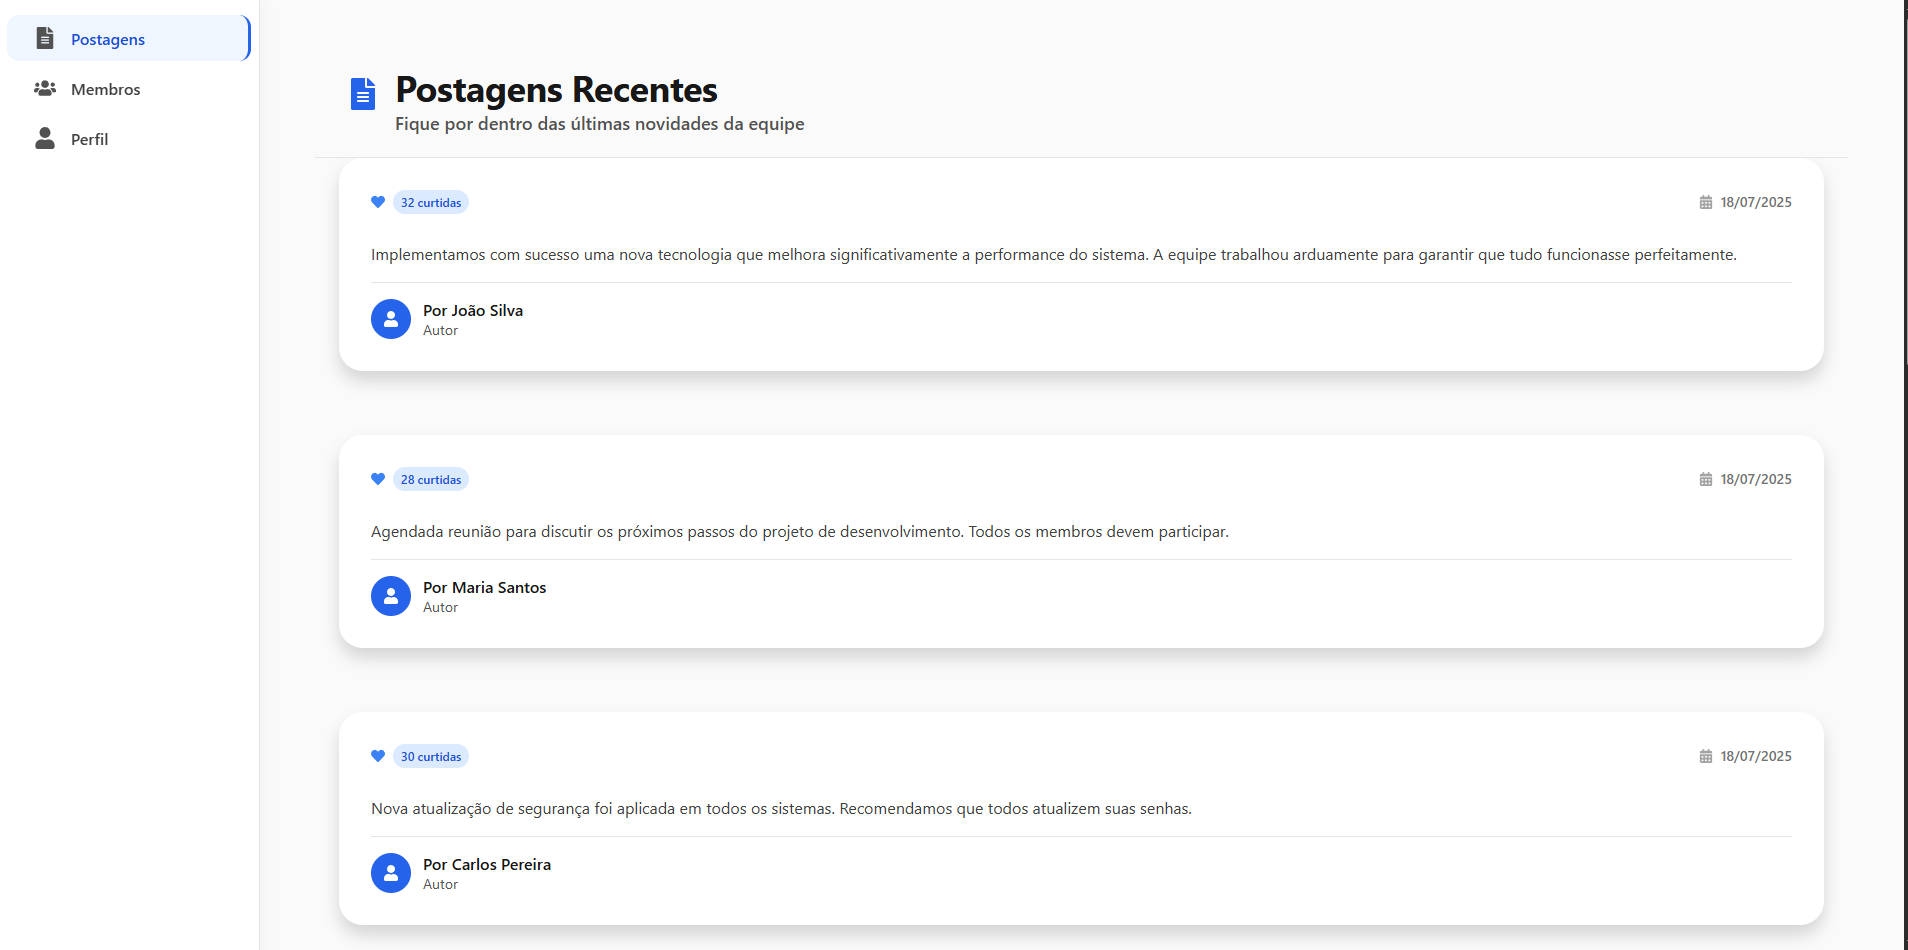 Postagens
Membros
Perfil
Postagens Recentes
Fique por dentro das últimas novidades da equipe
32 curtidas
18/07/2025
Implementamos com sucesso uma nova tecnologia que melhora significativamente a performance do sistema. A equipe trabalhou arduamente para garantir que tudo funcionasse perfeitamente.
Por João Silva
Autor
28 curtidas
18/07/2025
Agendada reunião para discutir os próximos passos do projeto de desenvolvimento. Todos os membros devem participar.
Por Maria Santos
Autor
30 curtidas
18/07/2025
Nova atualização de segurança foi aplicada em todos os sistemas. Recomendamos que todos atualizem suas senhas.
Por Carlos Pereira
Autor